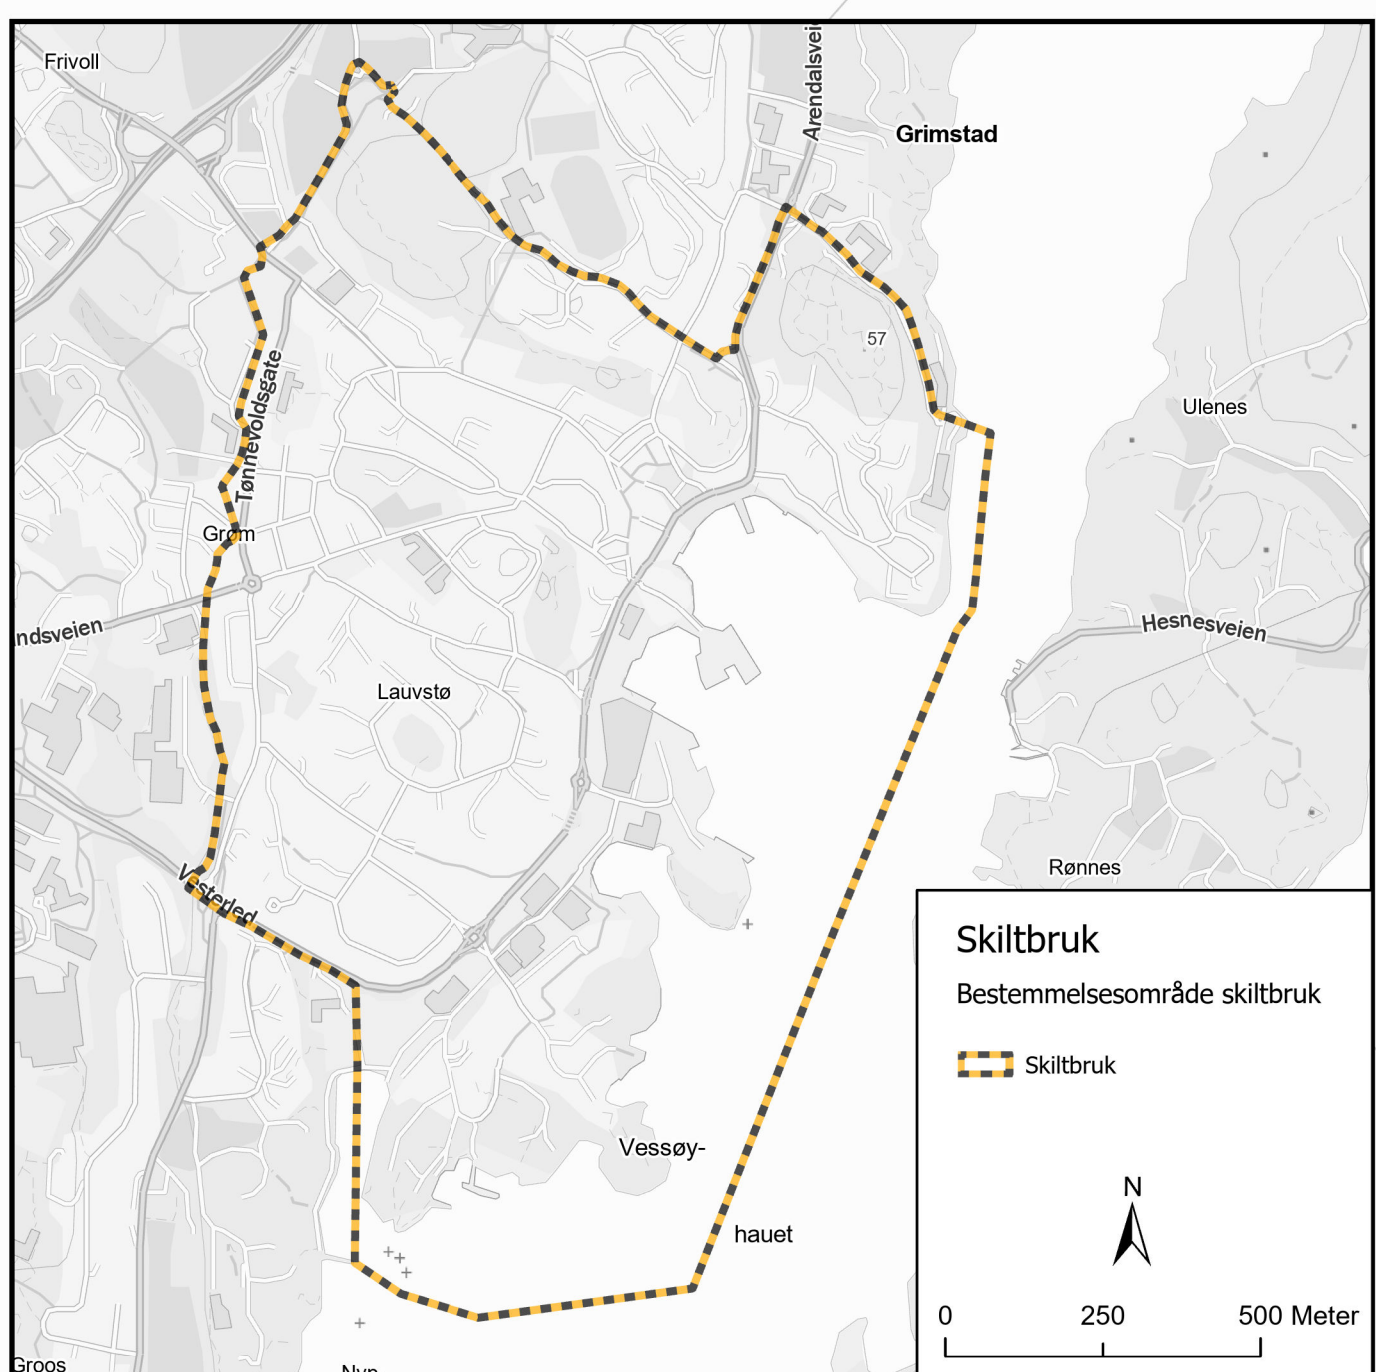 Frivoll
Arendalsvei
Grimstad
57
Tønnevoldsgate
Ulenes
Grøm
ndsveien
Hesnesveien
Lauvstø
Rønnes
Vesterled
Skiltbruk
Bestemmelsesområde skiltbruk
Skiltbruk
Vessøy-
hauet
N
0 250 500 Meter
Groos